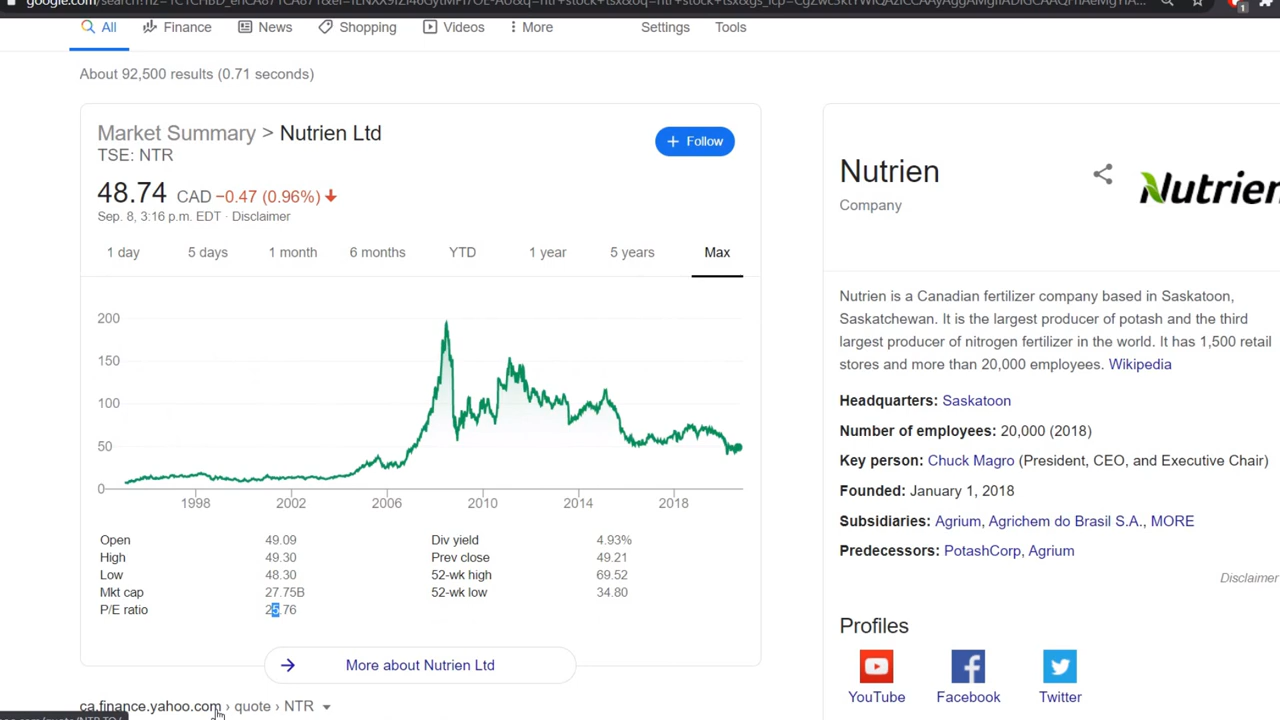 All Finance News Shopping Videos More Settings Tools
About 92,500 results (0.71 seconds)
Market Summary > Nutrien Ltd
TSE: NTR
+ Follow
48.74 CAD −0.47 (0.96%)
Sep. 8, 3:16 p.m. EDT · Disclaimer
1 day 5 days 1 month 6 months YTD 1 year 5 years Max
200
150
100
50
0
1998 2002 2006 2010 2014 2018
Open 49.09 Div yield 4.93%
High 49.30 Prev close 49.21
Low 48.30 52-wk high 69.52
Mkt cap 27.75B 52-wk low 34.80
P/E ratio 25.76
More about Nutrien Ltd
ca.finance.yahoo.com › quote › NTR
Nutrien
Company
Nutrien
Nutrien is a Canadian fertilizer company based in Saskatoon,
Saskatchewan. It is the largest producer of potash and the third
largest producer of nitrogen fertilizer in the world. It has 1,500 retail
stores and more than 20,000 employees. Wikipedia
Headquarters: Saskatoon
Number of employees: 20,000 (2018)
Key person: Chuck Magro (President, CEO, and Executive Chair)
Founded: January 1, 2018
Subsidiaries: Agrium, Agrichem do Brasil S.A., MORE
Predecessors: PotashCorp, Agrium
Disclaimer
Profiles
YouTube Facebook Twitter